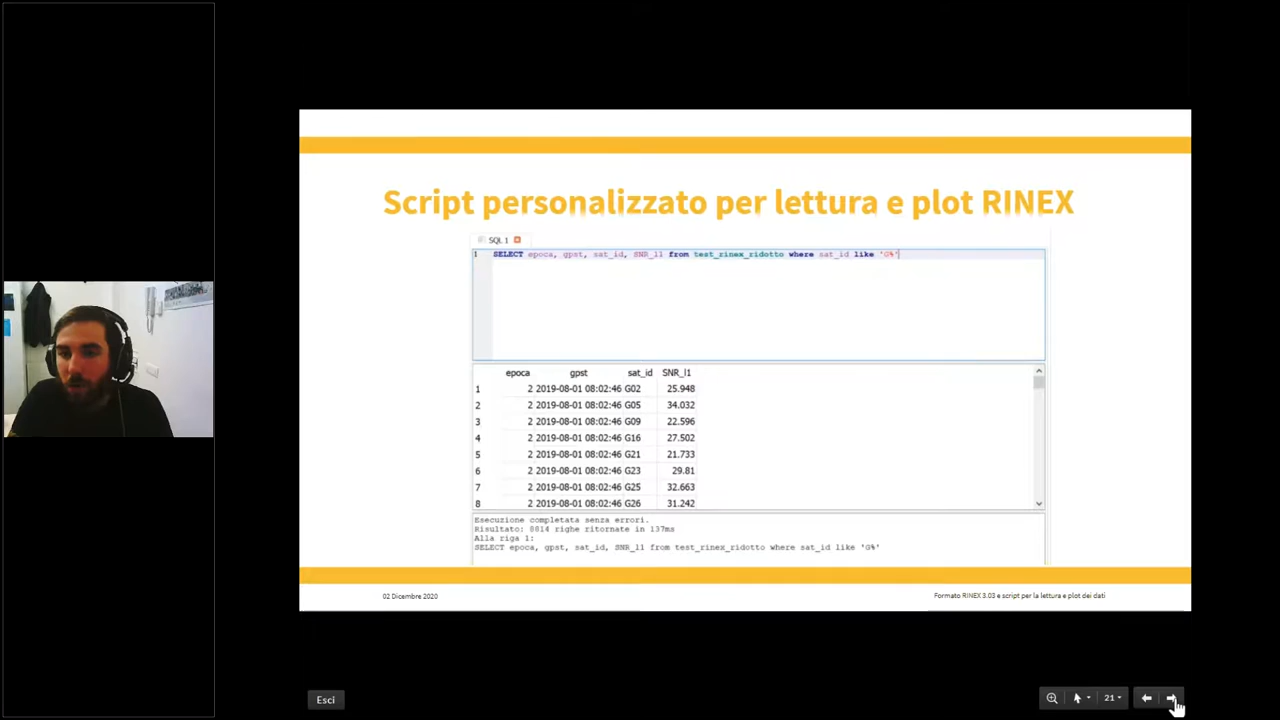 Script personalizzato per lettura e plot RINEX
SQL 1
1 SELECT epoca, gpst, sat_id, SNR_l1 from test_rinex_ridotto where sat_id like 'G%'
epoca gpst sat_id SNR_l1
1 2 2019-08-01 08:02:46 G02 25.948
2 2 2019-08-01 08:02:46 G05 34.032
3 2 2019-08-01 08:02:46 G09 22.596
4 2 2019-08-01 08:02:46 G16 27.502
5 2 2019-08-01 08:02:46 G21 21.733
6 2 2019-08-01 08:02:46 G23 29.81
7 2 2019-08-01 08:02:46 G25 32.663
8 2 2019-08-01 08:02:46 G26 31.242
Esecuzione completata senza errori.
Risultato: 8814 righe ritornate in 137ms
Alla riga 1:
SELECT epoca, gpst, sat_id, SNR_l1 from test_rinex_ridotto where sat_id like 'G%'
02 Dicembre 2020
Formato RINEX 3.03 e script per la lettura e plot dei dati
Esci
21